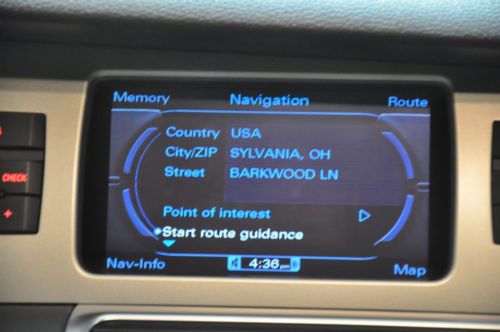 Memory Navigation Route
Country USA
City/ZIP SYLVANIA, OH
Street BARKWOOD LN
Point of interest
Start route guidance
CHECK
Nav-Info 4:36 pm Map